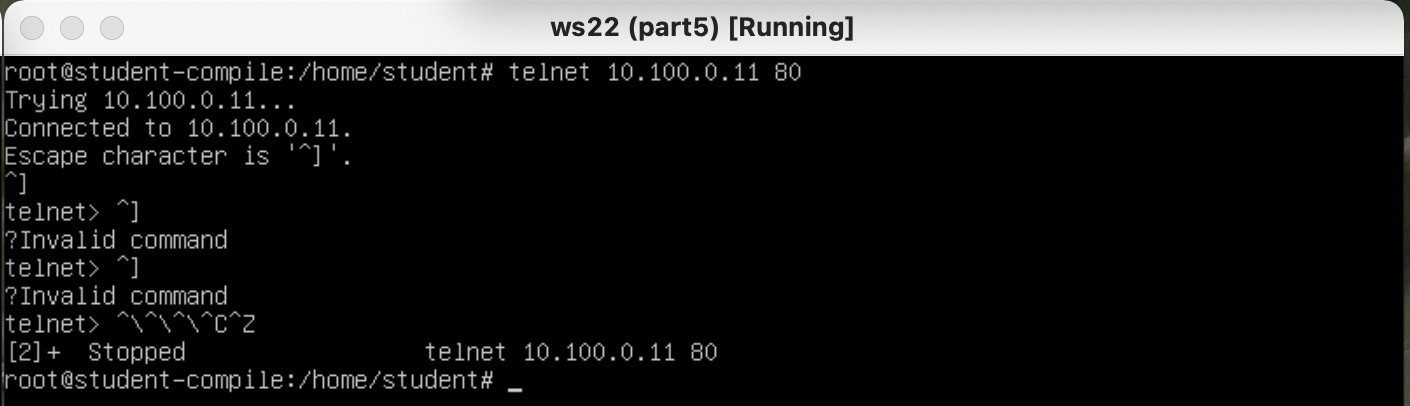 ws22 (part5) [Running]
root@student-compile:/home/student# telnet 10.100.0.11 80
Trying 10.100.0.11...
Connected to 10.100.0.11.
Escape character is '^]'.
^]
telnet> ^]
?Invalid command
telnet> ^]
?Invalid command
telnet> ^\^\^\^C^Z
[2]+  Stopped                 telnet 10.100.0.11 80
root@student-compile:/home/student# _